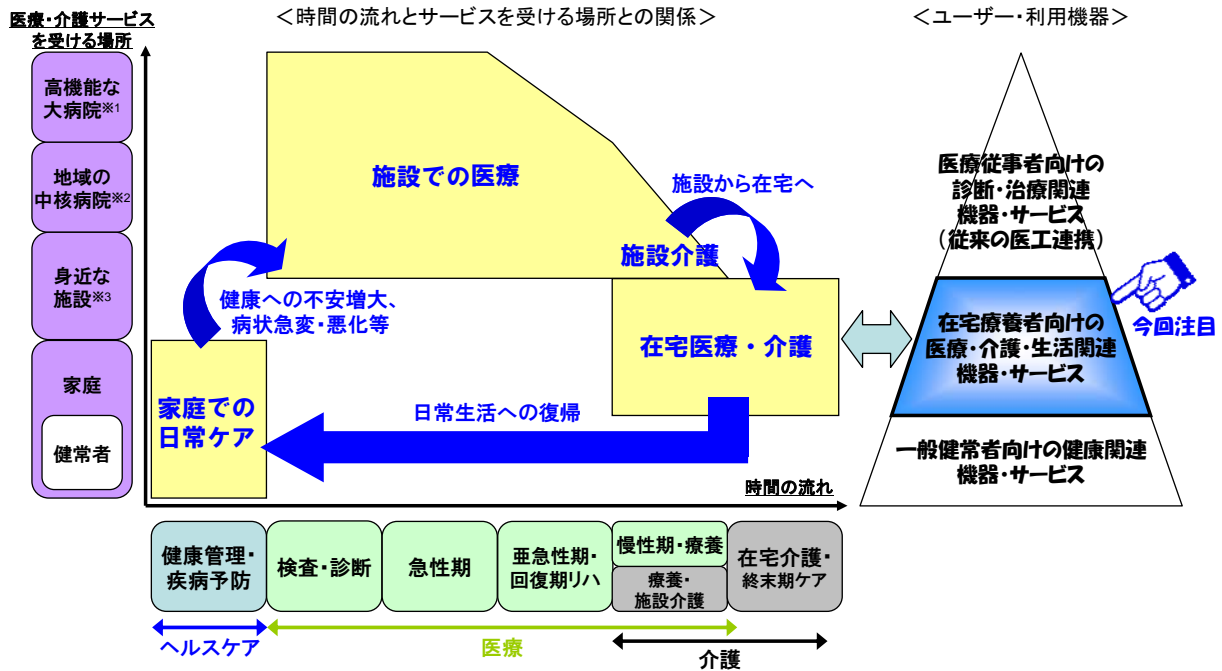 医療・介護サービス
を受ける場所
＜時間の流れとサービスを受ける場所との関係＞
＜ユーザー・利用機器＞
高機能な
大病院※1
地域の
中核病院※2
身近な
施設※3
家庭
健常者
施設での医療
施設から在宅へ
施設介護
健康への不安増大、
病状急変・悪化等
在宅医療・介護
家庭での
日常ケア
日常生活への復帰
時間の流れ
医療従事者向けの
診断・治療関連
機器・サービス
（従来の医工連携）
在宅療養者向けの
医療・介護・生活関連
機器・サービス
今回注目
一般健常者向けの健康関連
機器・サービス
健康管理・
疾病予防
検査・診断
急性期
亜急性期・
回復期リハ
慢性期・療養
療養・
施設介護
在宅介護・
終末期ケア
ヘルスケア
医療
介護